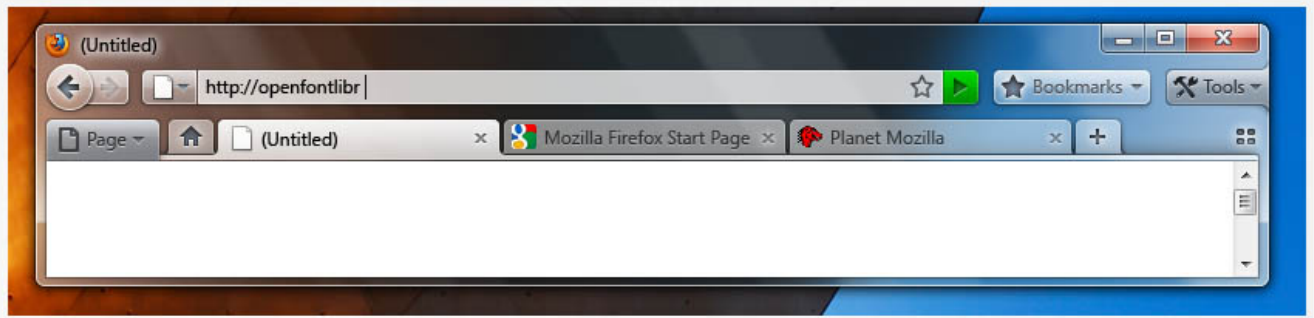 (Untitled)
http://openfontlibr
Bookmarks
Tools
Page
(Untitled)
Mozilla Firefox Start Page
Planet Mozilla